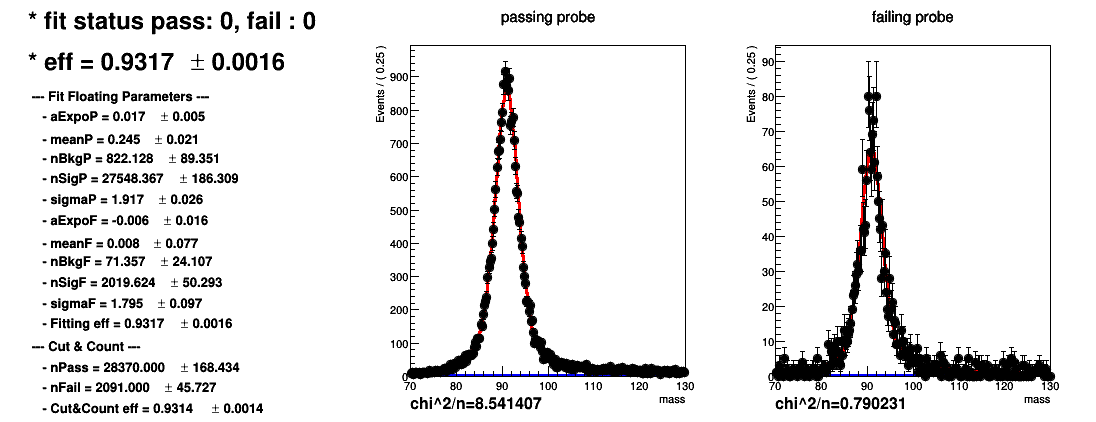 * fit status pass: 0, fail : 0
* eff = 0.9317 ± 0.0016
--- Fit Floating Parameters ---
- aExpoP = 0.017 ± 0.005
- meanP = 0.245 ± 0.021
- nBkgP = 822.128 ± 89.351
- nSigP = 27548.367 ± 186.309
- sigmaP = 1.917 ± 0.026
- aExpoF = -0.006 ± 0.016
- meanF = 0.008 ± 0.077
- nBkgF = 71.357 ± 24.107
- nSigF = 2019.624 ± 50.293
- sigmaF = 1.795 ± 0.097
- Fitting eff = 0.9317 ± 0.0016
--- Cut & Count ---
- nPass = 28370.000 ± 168.434
- nFail = 2091.000 ± 45.727
- Cut&Count eff = 0.9314 ± 0.0014
passing probe
Events / ( 0.25 )
900
800
700
600
500
400
300
200
100
0
70 80 90 100 110 120 130
mass
chi^2/n=8.541407
failing probe
Events / ( 0.25 )
90
80
70
60
50
40
30
20
10
0
70 80 90 100 110 120 130
mass
chi^2/n=0.790231